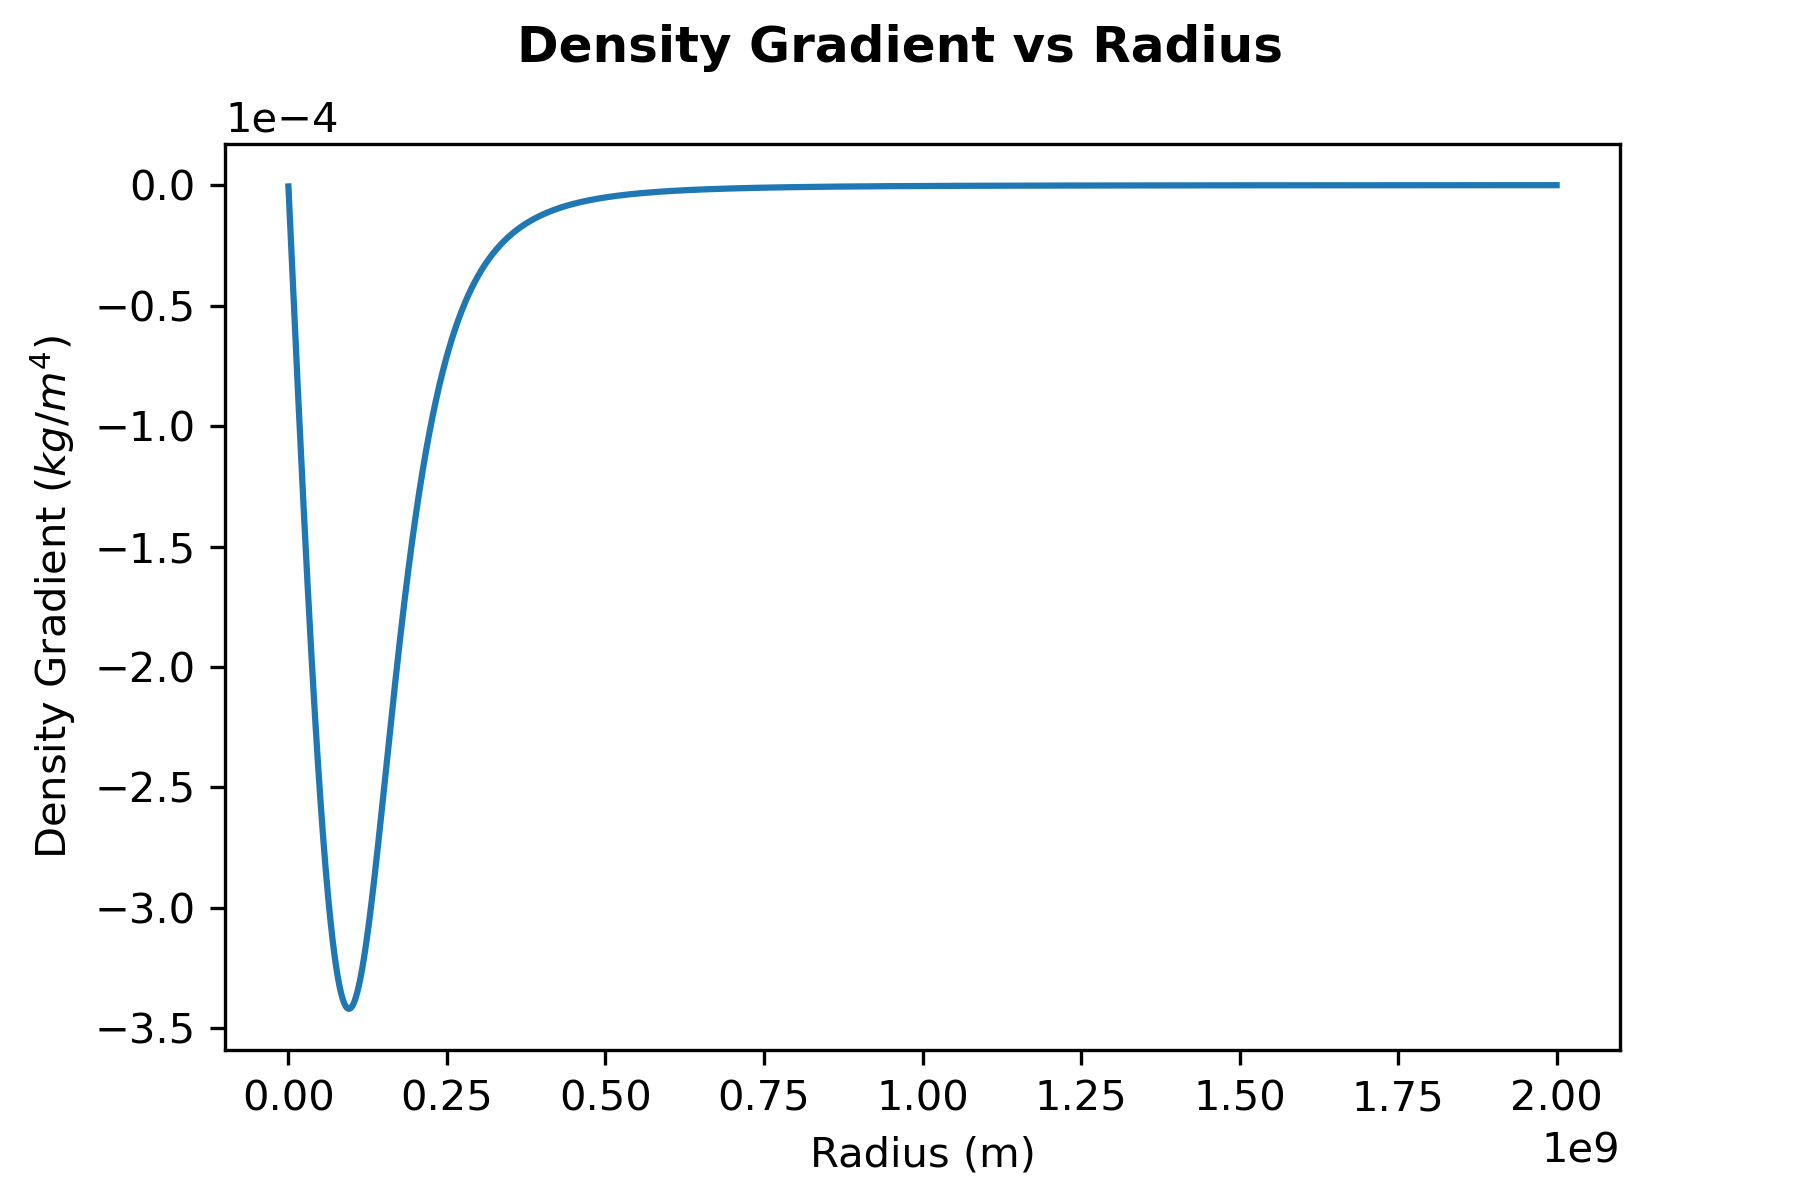 Density Gradient vs Radius
1e−4
0.0
−0.5
−1.0
−1.5
−2.0
−2.5
−3.0
−3.5
Density Gradient (kg/m⁴)
0.00 0.25 0.50 0.75 1.00 1.25 1.50 1.75 2.00
Radius (m)
1e9